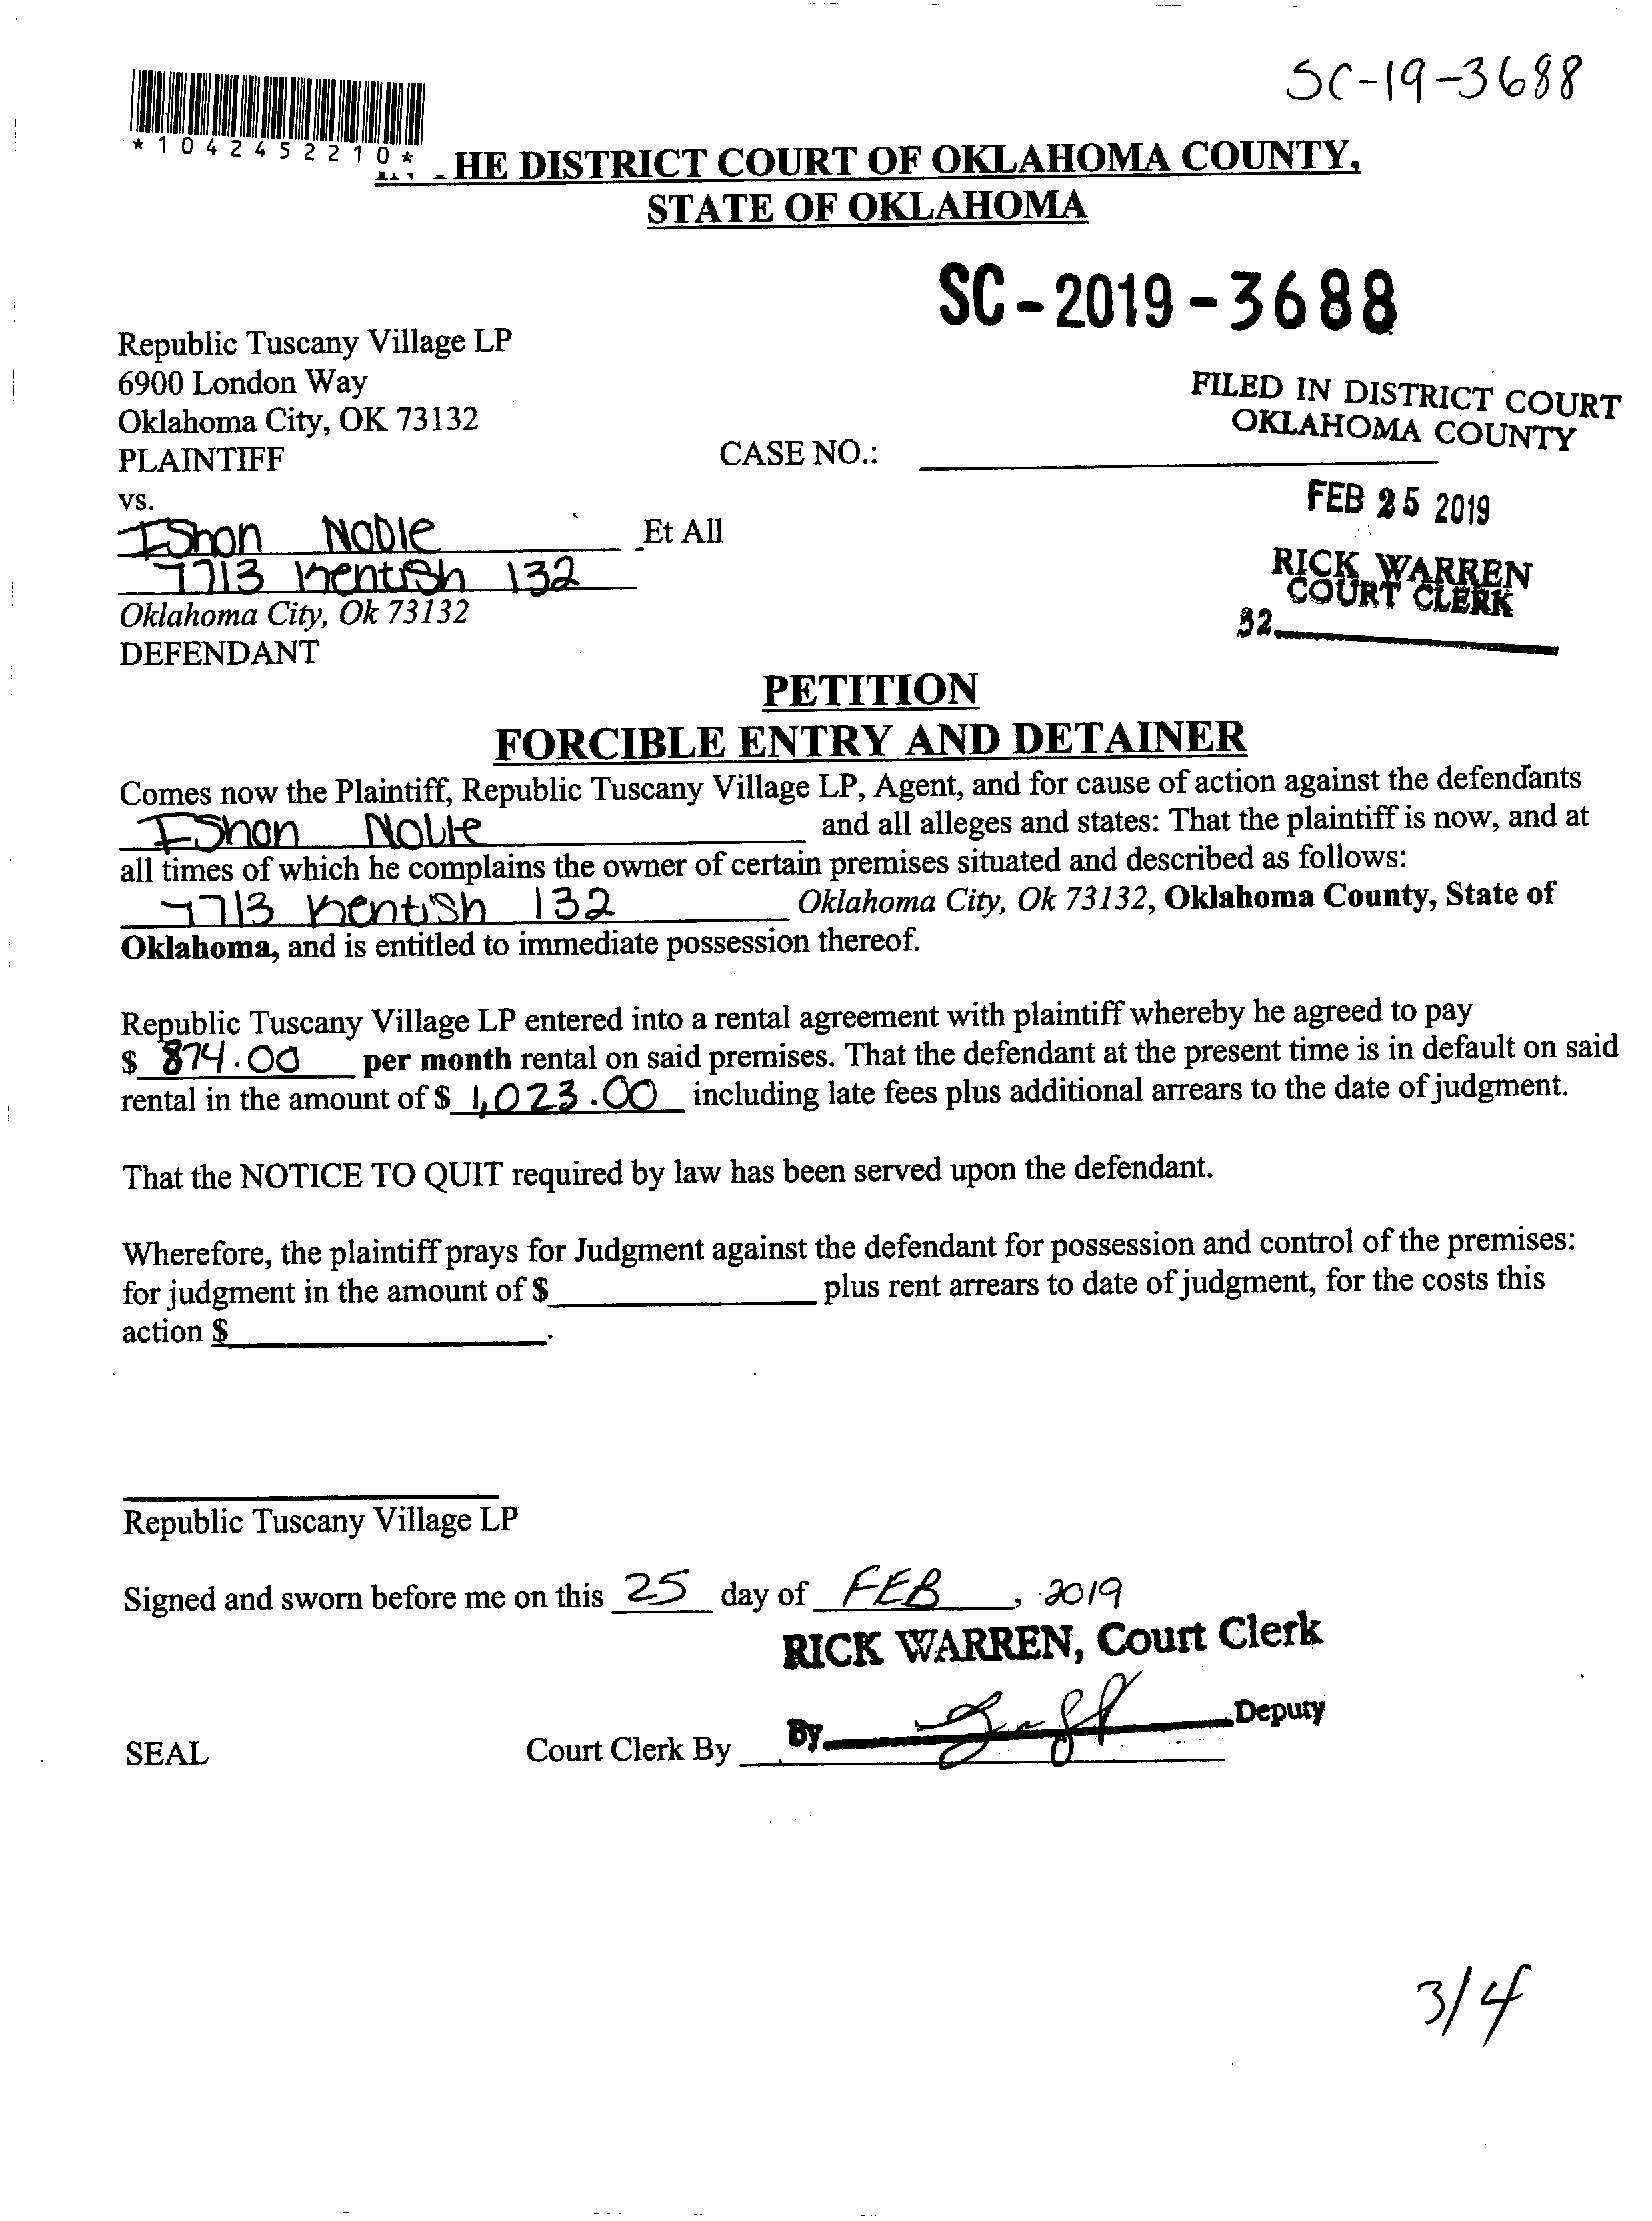 SC-19-3688
*1042452210*
HE DISTRICT COURT OF OKLAHOMA COUNTY,
STATE OF OKLAHOMA
SC-2019-3688
Republic Tuscany Village LP
6900 London Way
Oklahoma City, OK 73132
PLAINTIFF
CASE NO.:
FILED IN DISTRICT COURT
OKLAHOMA COUNTY
FEB 25 2019
RICK WARREN
COURT CLERK
32
vs.
IShon Noble Et All
7713 Kentish 132
Oklahoma City, Ok 73132
DEFENDANT
PETITION
FORCIBLE ENTRY AND DETAINER
Comes now the Plaintiff, Republic Tuscany Village LP, Agent, and for cause of action against the defendants
IShon Noble and all alleges and states: That the plaintiff is now, and at
all times of which he complains the owner of certain premises situated and described as follows:
7713 Kentish 132 Oklahoma City, Ok 73132, Oklahoma County, State of
Oklahoma, and is entitled to immediate possession thereof.
Republic Tuscany Village LP entered into a rental agreement with plaintiff whereby he agreed to pay
$ 874.00 per month rental on said premises. That the defendant at the present time is in default on said
rental in the amount of $ 1,023.00 including late fees plus additional arrears to the date of judgment.
That the NOTICE TO QUIT required by law has been served upon the defendant.
Wherefore, the plaintiff prays for Judgment against the defendant for possession and control of the premises:
for judgment in the amount of $ plus rent arrears to date of judgment, for the costs this
action $ .
Republic Tuscany Village LP
Signed and sworn before me on this 25 day of FEB , 2019
RICK WARREN, Court Clerk
By Deputy
SEAL Court Clerk By
3/4